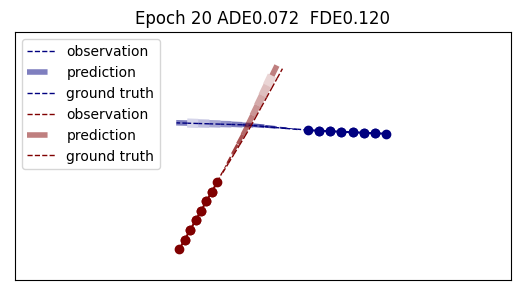 Epoch 20 ADE0.072  FDE0.120
observation
prediction
ground truth
observation
prediction
ground truth